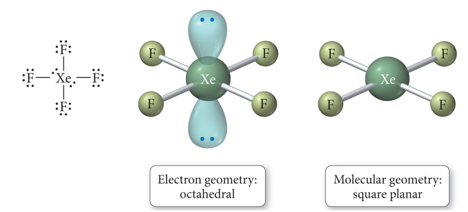 F
F Xe F
F
F F
Xe
F F
F F
Xe
F F
Electron geometry:
octahedral
Molecular geometry:
square planar